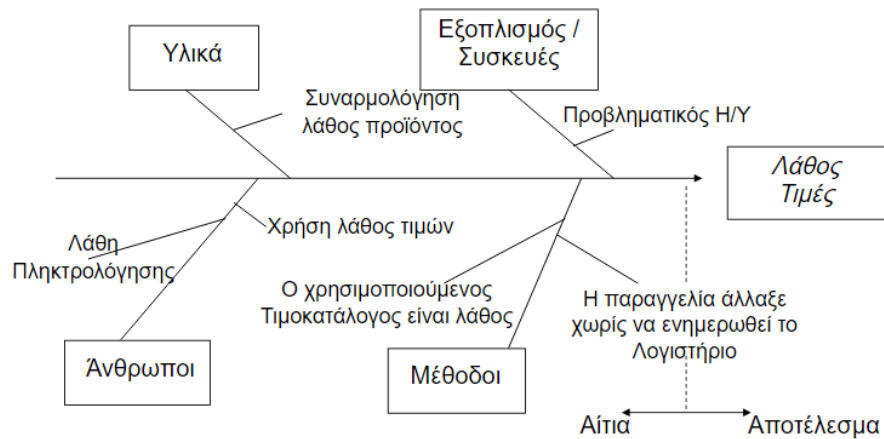 Υλικά
Εξοπλισμός /
Συσκευές
Συναρμολόγηση
λάθος προϊόντος
Προβληματικός Η/Υ
Λάθος
Τιμές
Χρήση λάθος τιμών
Λάθη
Πληκτρολόγησης
Ο χρησιμοποιούμενος
Τιμοκατάλογος είναι λάθος
Η παραγγελία άλλαξε
χωρίς να ενημερωθεί το
Λογιστήριο
Άνθρωποι
Μέθοδοι
Αίτια
Αποτέλεσμα